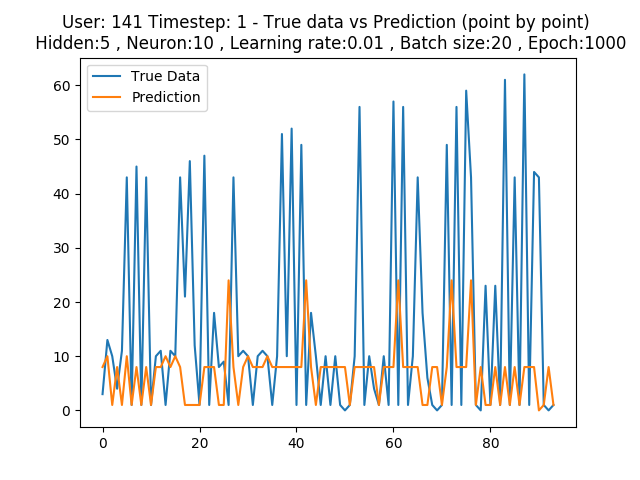 User: 141 Timestep: 1 - True data vs Prediction (point by point)
Hidden:5 , Neuron:10 , Learning rate:0.01 , Batch size:20 , Epoch:1000
True Data
Prediction
60
50
40
30
20
10
0
0 20 40 60 80